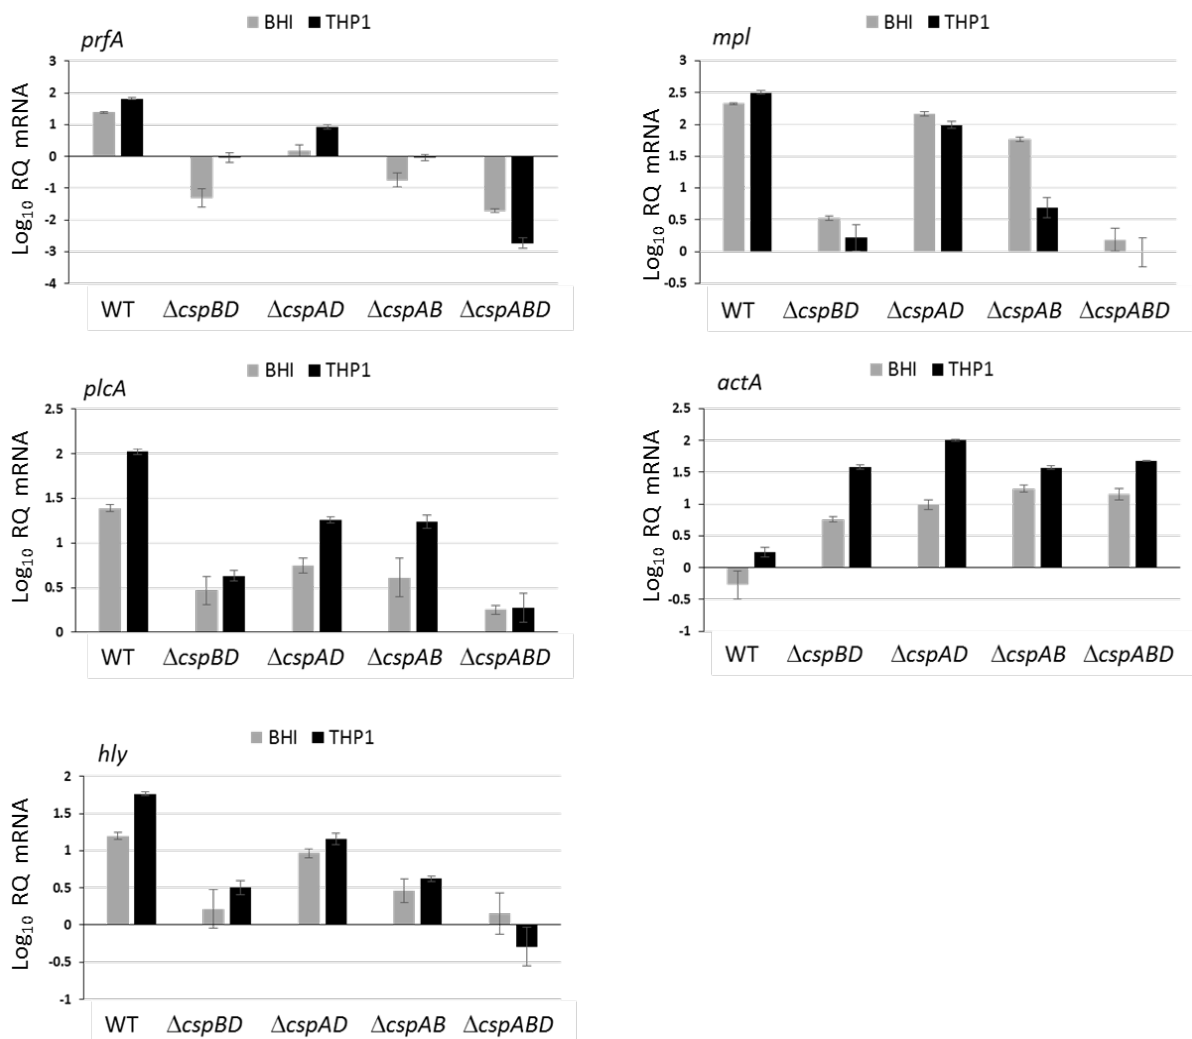 BHI THP1
prfA
Log10 RQ mRNA
3
2
1
0
-1
-2
-3
-4
WT ΔcspBD ΔcspAD ΔcspAB ΔcspABD
BHI THP1
mpl
Log10 RQ mRNA
3
2.5
2
1.5
1
0.5
0
-0.5
WT ΔcspBD ΔcspAD ΔcspAB ΔcspABD
BHI THP1
plcA
Log10 RQ mRNA
2.5
2
1.5
1
0.5
0
WT ΔcspBD ΔcspAD ΔcspAB ΔcspABD
BHI THP1
actA
Log10 RQ mRNA
2.5
2
1.5
1
0.5
0
-0.5
-1
WT ΔcspBD ΔcspAD ΔcspAB ΔcspABD
BHI THP1
hly
Log10 RQ mRNA
2
1.5
1
0.5
0
-0.5
-1
WT ΔcspBD ΔcspAD ΔcspAB ΔcspABD